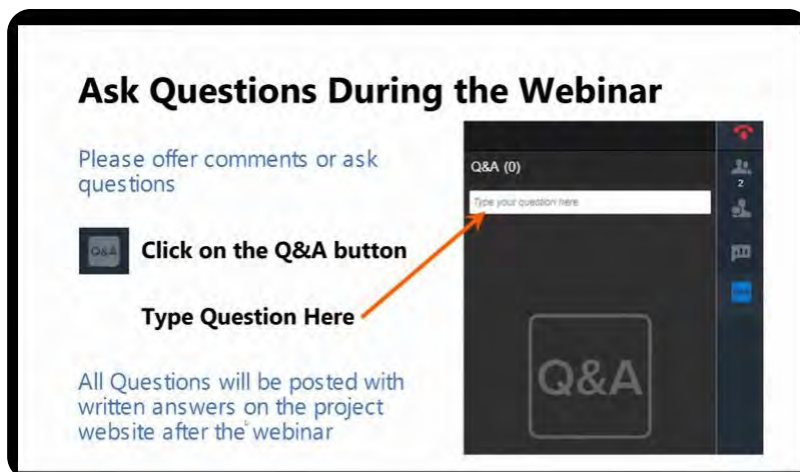 Ask Questions During the Webinar
Please offer comments or ask
questions
Q&A
Click on the Q&A button
Type Question Here
All Questions will be posted with
written answers on the project
website after the webinar
Q&A (0)
Type your question here
2
Q&A